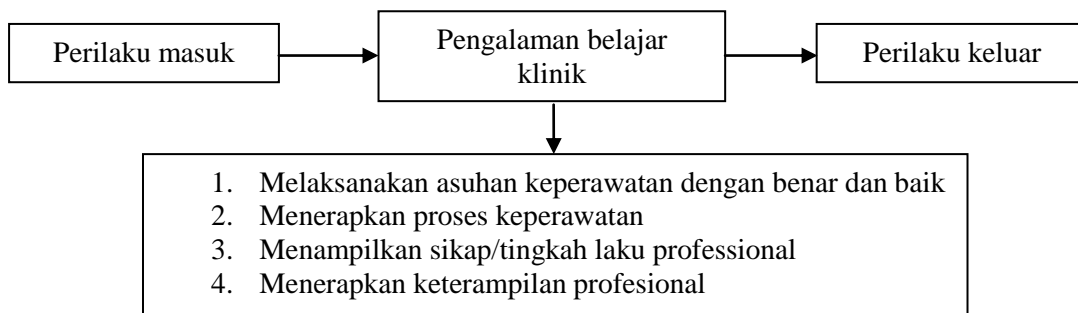 Perilaku masuk
Pengalaman belajar
klinik
Perilaku keluar
1. Melaksanakan asuhan keperawatan dengan benar dan baik
2. Menerapkan proses keperawatan
3. Menampilkan sikap/tingkah laku professional
4. Menerapkan keterampilan profesional